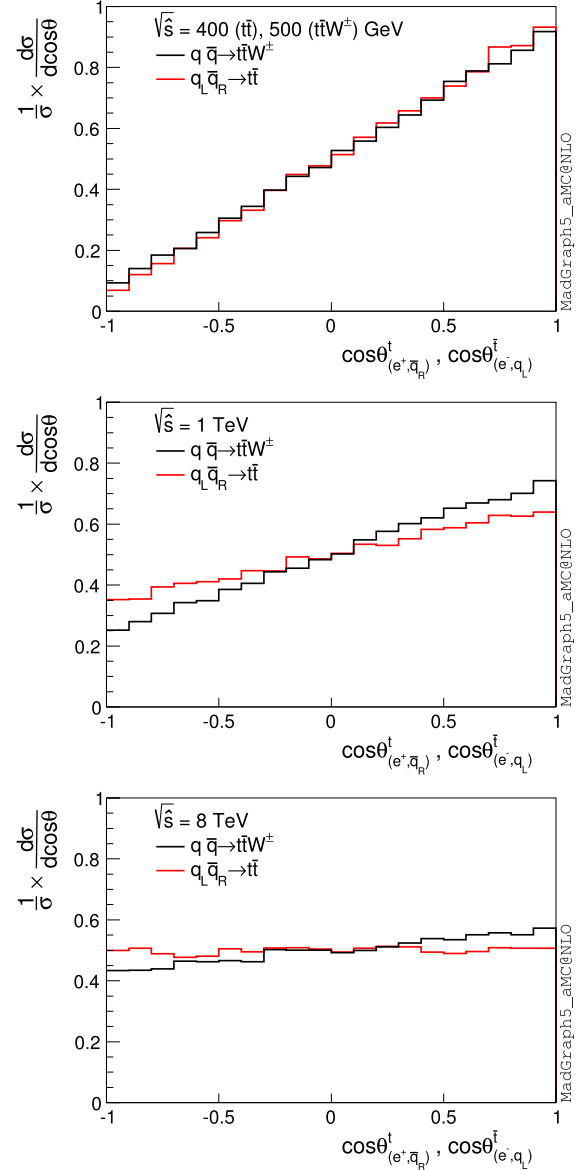 √ŝ = 400 (tt̄), 500 (tt̄W±) GeV
q q̄→tt̄W±
q_L q̄_R→tt̄
1/σ × dσ/dcosθ
1
0.8
0.6
0.4
0.2
0
-1 -0.5 0 0.5 1
cosθ^t_(e⁺,q̄_R) , cosθ^t̄_(e⁻,q_L)
MadGraph5_aMC@NLO
√ŝ = 1 TeV
q q̄→tt̄W±
q_L q̄_R→tt̄
1/σ × dσ/dcosθ
1
0.8
0.6
0.4
0.2
0
-1 -0.5 0 0.5 1
cosθ^t_(e⁺,q̄_R) , cosθ^t̄_(e⁻,q_L)
MadGraph5_aMC@NLO
√ŝ = 8 TeV
q q̄→tt̄W±
q_L q̄_R→tt̄
1/σ × dσ/dcosθ
1
0.8
0.6
0.4
0.2
0
-1 -0.5 0 0.5 1
cosθ^t_(e⁺,q̄_R) , cosθ^t̄_(e⁻,q_L)
MadGraph5_aMC@NLO